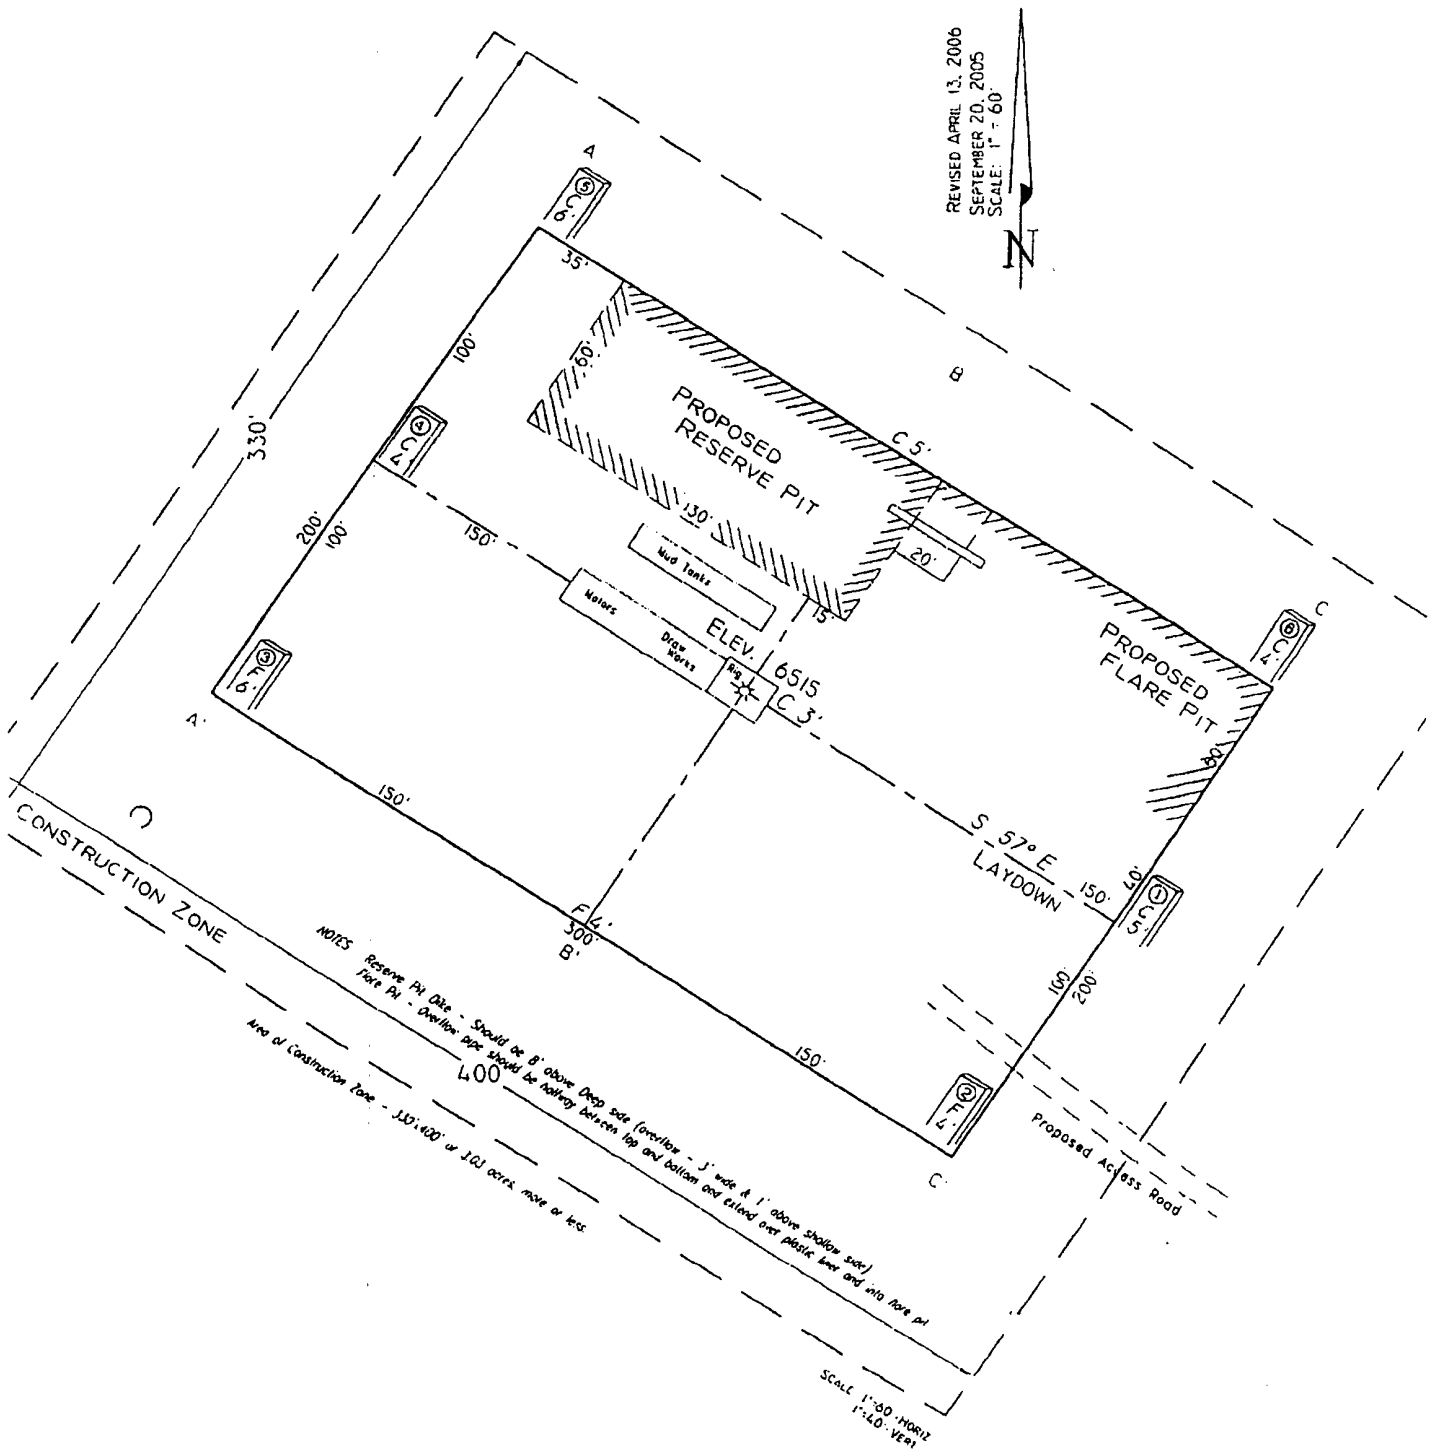 REVISED APRIL 13, 2006
SEPTEMBER 20, 2005
SCALE: 1" = 60'
N
A
⑤
C
6'
35'
100'
60'
330'
B
C 5'
PROPOSED
RESERVE PIT
④
C
4'
130'
200'
100'
150'
Mud Tanks
20'
15'
Motors
Draw
Works
Rig
ELEV. 6515
C 3'
C
⑥
C
4'
PROPOSED
FLARE PIT
③
F
6'
A'
150'
S 57° E
LAYDOWN
150'
40'
①
C
5'
CONSTRUCTION ZONE
F 4'
300'
B'
100'
200'
150'
②
F
4'
C'
Proposed Access Road
NOTES
Reserve Pit Dike - Should be 8' above Deep side (overflow - 3' wide & 1' above shallow side)
Flare Pit - Overflow pipe should be halfway between top and bottom and extend over plastic liner and into flare pit
400
Area of Construction Zone - 330'x400' or 3.03 acres, more or less.
SCALE 1"=60'-HORIZ
1"=40'-VERT